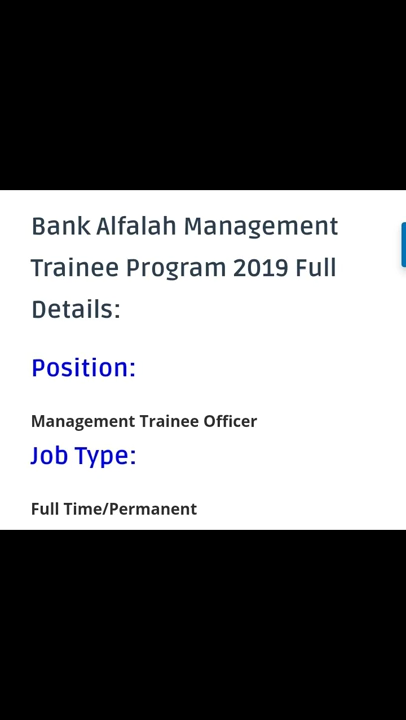 Bank Alfalah Management
Trainee Program 2019 Full
Details:
Position:
Management Trainee Officer
Job Type:
Full Time/Permanent